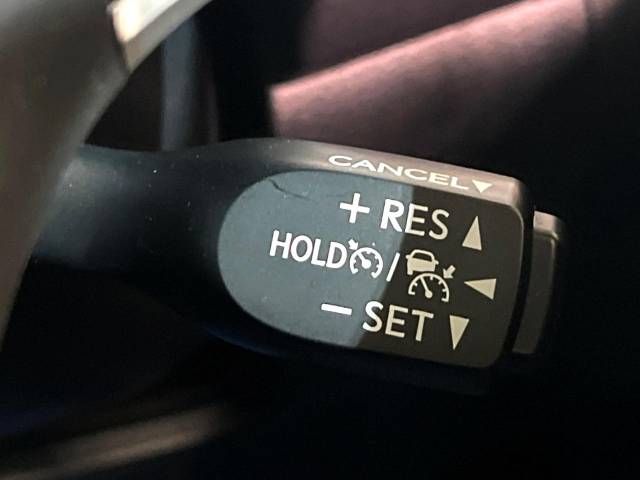 CANCEL▼
+ RES ▲
HOLD / ◀
− SET ▼